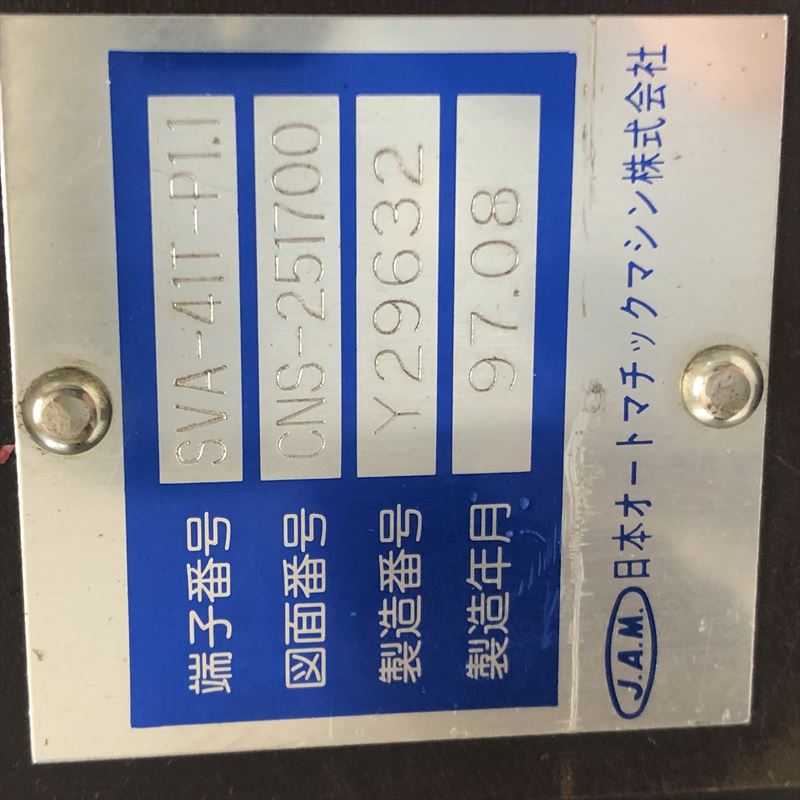 端子番号 SVA-41T-P1.1
図面番号 CNS-251700
製造番号 Y29632
製造年月 97.08
J.A.M. 日本オートマチックマシン株式会社